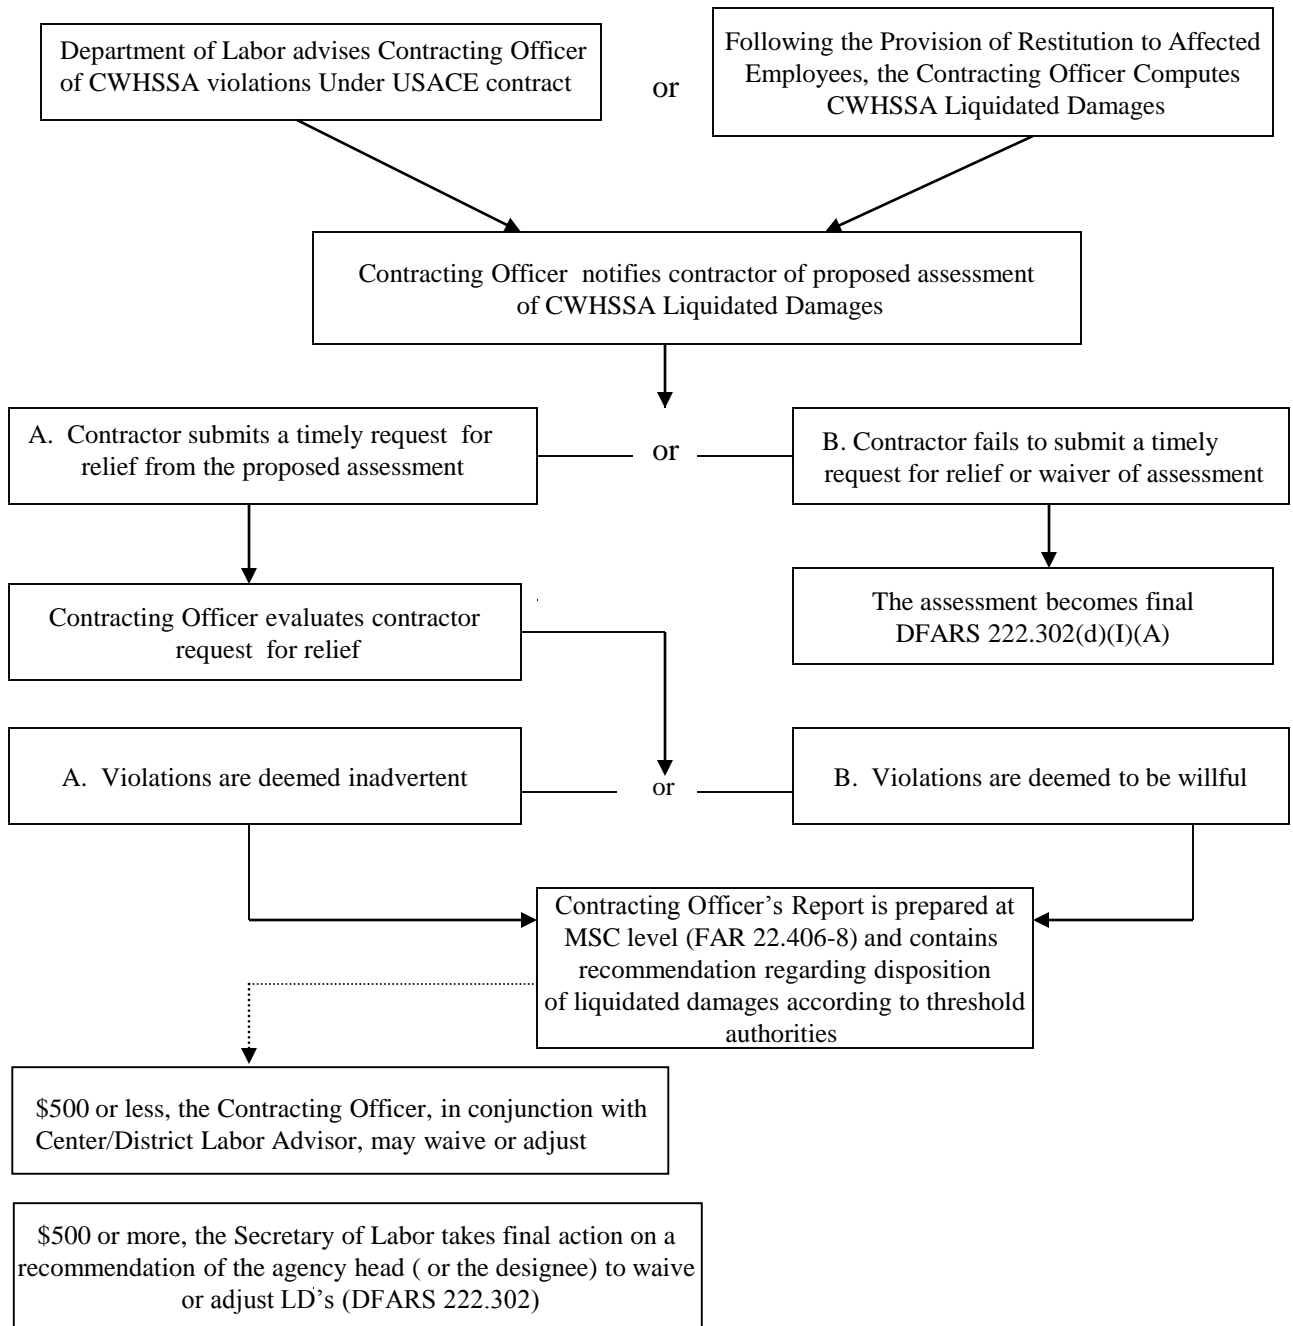 Department of Labor advises Contracting Officer
of CWHSSA violations Under USACE contract
or
Following the Provision of Restitution to Affected
Employees, the Contracting Officer Computes
CWHSSA Liquidated Damages
Contracting Officer notifies contractor of proposed assessment
of CWHSSA Liquidated Damages
A. Contractor submits a timely request for
relief from the proposed assessment
or
B. Contractor fails to submit a timely
request for relief or waiver of assessment
Contracting Officer evaluates contractor
request for relief
The assessment becomes final
DFARS 222.302(d)(I)(A)
A. Violations are deemed inadvertent
or
B. Violations are deemed to be willful
Contracting Officer’s Report is prepared at
MSC level (FAR 22.406-8) and contains
recommendation regarding disposition
of liquidated damages according to threshold
authorities
$500 or less, the Contracting Officer, in conjunction with
Center/District Labor Advisor, may waive or adjust
$500 or more, the Secretary of Labor takes final action on a
recommendation of the agency head ( or the designee) to waive
or adjust LD’s (DFARS 222.302)